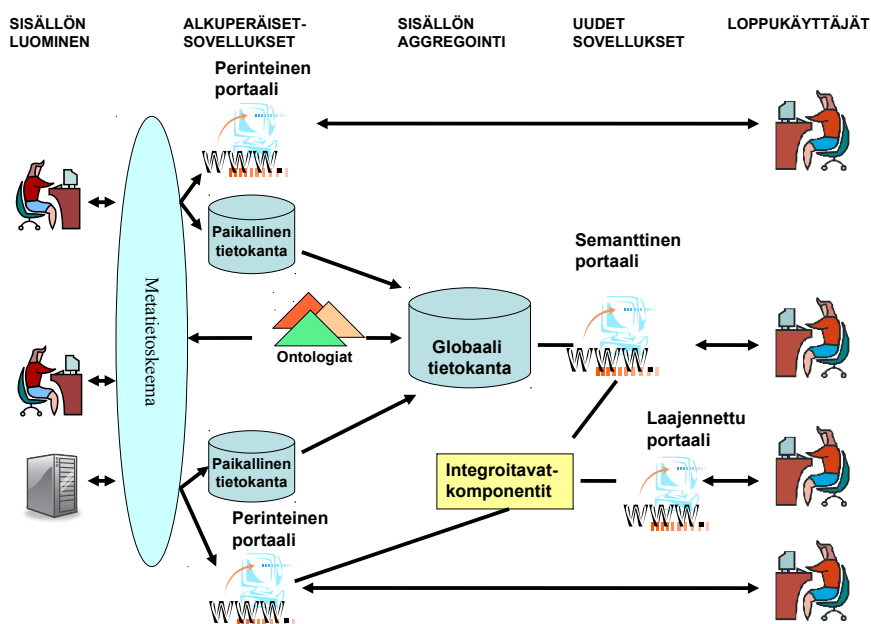 SISÄLLÖN
LUOMINEN
ALKUPERÄISET-
SOVELLUKSET
SISÄLLÖN
AGGREGOINTI
UUDET
SOVELLUKSET
LOPPUKÄYTTÄJÄT
Perinteinen
portaali
WWW.
Paikallinen
tietokanta
Semanttinen
portaali
WWW.
Metatietoskeema
Ontologiat
Globaali
tietokanta
Laajennettu
portaali
WWW.
Paikallinen
tietokanta
Integroitavat-
komponentit
Perinteinen
portaali
WWW.